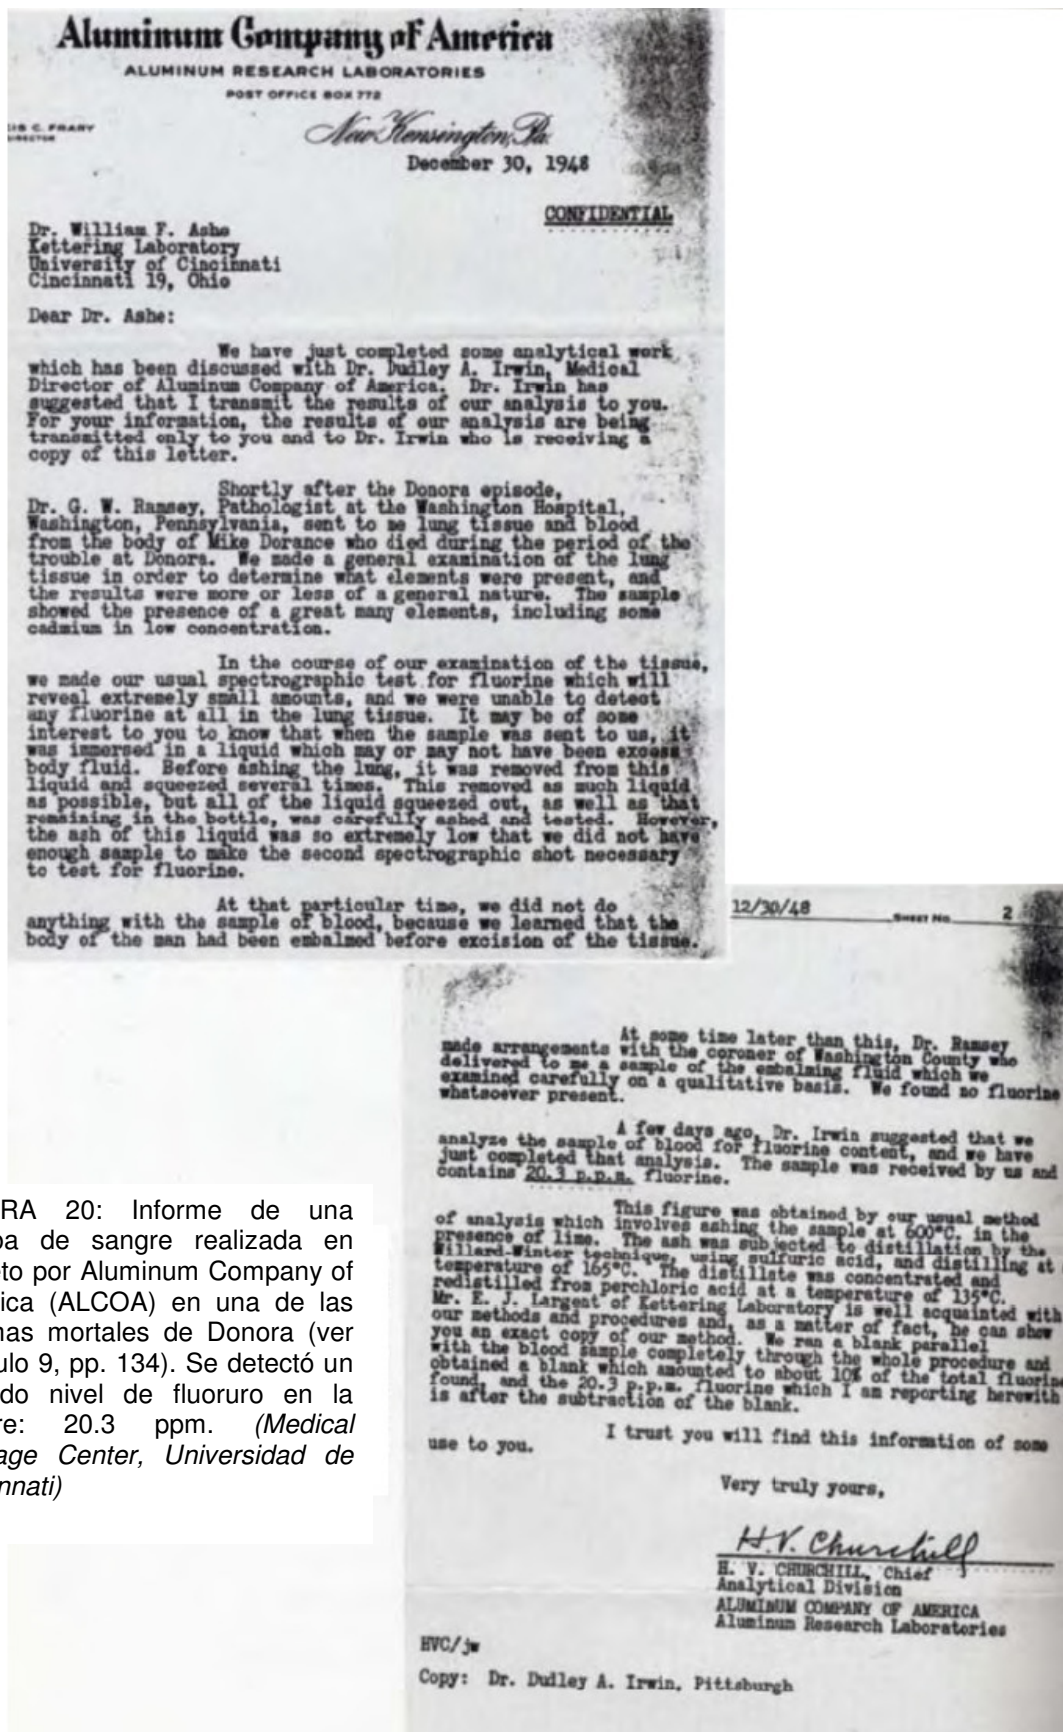 Aluminum Company of America
ALUMINUM RESEARCH LABORATORIES
POST OFFICE BOX 772
C. FRARY
New Kensington, Pa.
December 30, 1948
CONFIDENTIAL
Dr. William F. Ashe
Kettering Laboratory
University of Cincinnati
Cincinnati 19, Ohio
Dear Dr. Ashe:
We have just completed some analytical work
which has been discussed with Dr. Dudley A. Irwin, Medical
Director of Aluminum Company of America. Dr. Irwin has
suggested that I transmit the results of our analysis to you.
For your information, the results of our analysis are being
transmitted only to you and to Dr. Irwin who is receiving a
copy of this letter.
Shortly after the Donora episode,
Dr. G. W. Ramsey, Pathologist at the Washington Hospital,
Washington, Pennsylvania, sent to me lung tissue and blood
from the body of Mike Dorance who died during the period of the
trouble at Donora. We made a general examination of the lung
tissue in order to determine what elements were present, and
the results were more or less of a general nature. The sample
showed the presence of a great many elements, including some
cadmium in low concentration.
In the course of our examination of the tissue,
we made our usual spectrographic test for fluorine which will
reveal extremely small amounts, and we were unable to detect
any fluorine at all in the lung tissue. It may be of some
interest to you to know that when the sample was sent to us, it
was immersed in a liquid which may or may not have been excess
body fluid. Before ashing the lung, it was removed from this
liquid and squeezed several times. This removed as much liquid
as possible, but all of the liquid squeezed out, as well as that
remaining in the bottle, was carefully ashed and tested. However,
the ash of this liquid was so extremely low that we did not have
enough sample to make the second spectrographic shot necessary
to test for fluorine.
At that particular time, we did not do
anything with the sample of blood, because we learned that the
body of the man had been embalmed before excision of the tissue.
12/30/48 SHEET NO. 2
At some time later than this, Dr. Ramsey
made arrangements with the coroner of Washington County who
delivered to me a sample of the embalming fluid which we
examined carefully on a qualitative basis. We found no fluorine
whatsoever present.
A few days ago, Dr. Irwin suggested that we
analyze the sample of blood for fluorine content, and we have
just completed that analysis. The sample was received by us and
contains 20.3 p.p.m. fluorine.
This figure was obtained by our usual method
of analysis which involves ashing the sample at 600°C. in the
presence of lime. The ash was subjected to distillation by the
Willard-Winter technique, using sulfuric acid, and distilling at a
temperature of 165°C. The distillate was concentrated and
redistilled from perchloric acid at a temperature of 135°C.
Mr. E. J. Largent of Kettering Laboratory is well acquainted with
our methods and procedures and, as a matter of fact, he can show
you an exact copy of our method. We ran a blank parallel
with the blood sample completely through the whole procedure and
obtained a blank which amounted to about 10% of the total fluorine
found, and the 20.3 p.p.m. fluorine which I am reporting herewith
is after the subtraction of the blank.
I trust you will find this information of some
use to you.
Very truly yours,
H.V. Churchill
H. V. CHURCHILL, Chief
Analytical Division
ALUMINUM COMPANY OF AMERICA
Aluminum Research Laboratories
HVC/jw
Copy: Dr. Dudley A. Irwin, Pittsburgh
RA 20: Informe de una
ba de sangre realizada en
eto por Aluminum Company of
ica (ALCOA) en una de las
nas mortales de Donora (ver
ulo 9, pp. 134). Se detectó un
do nivel de fluoruro en la
re: 20.3 ppm. (Medical
age Center, Universidad de
nnati)